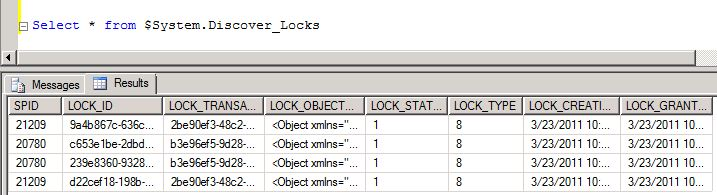 Select * from $System.Discover_Locks
Messages Results
SPID LOCK_ID LOCK_TRANSA... LOCK_OBJECT... LOCK_STAT... LOCK_TYPE LOCK_CREATI... LOCK_GRANT...
21209 9a4b867c-636c... 2be90ef3-48c2-... <Object xmlns="... 1 8 3/23/2011 10:... 3/23/2011 10...
20780 c653e1be-2dbd... b3e96ef5-9d28-... <Object xmlns="... 1 8 3/23/2011 10:... 3/23/2011 10...
20780 239e8360-9328... b3e96ef5-9d28-... <Object xmlns="... 1 8 3/23/2011 10:... 3/23/2011 10...
21209 d22cef18-198b-... 2be90ef3-48c2-... <Object xmlns="... 1 8 3/23/2011 10:... 3/23/2011 10...